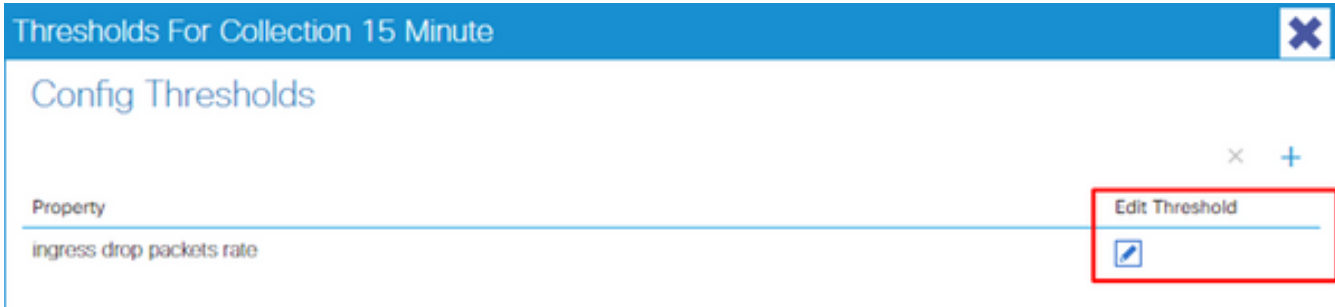 Thresholds For Collection 15 Minute
Config Thresholds
Property Edit Threshold
ingress drop packets rate